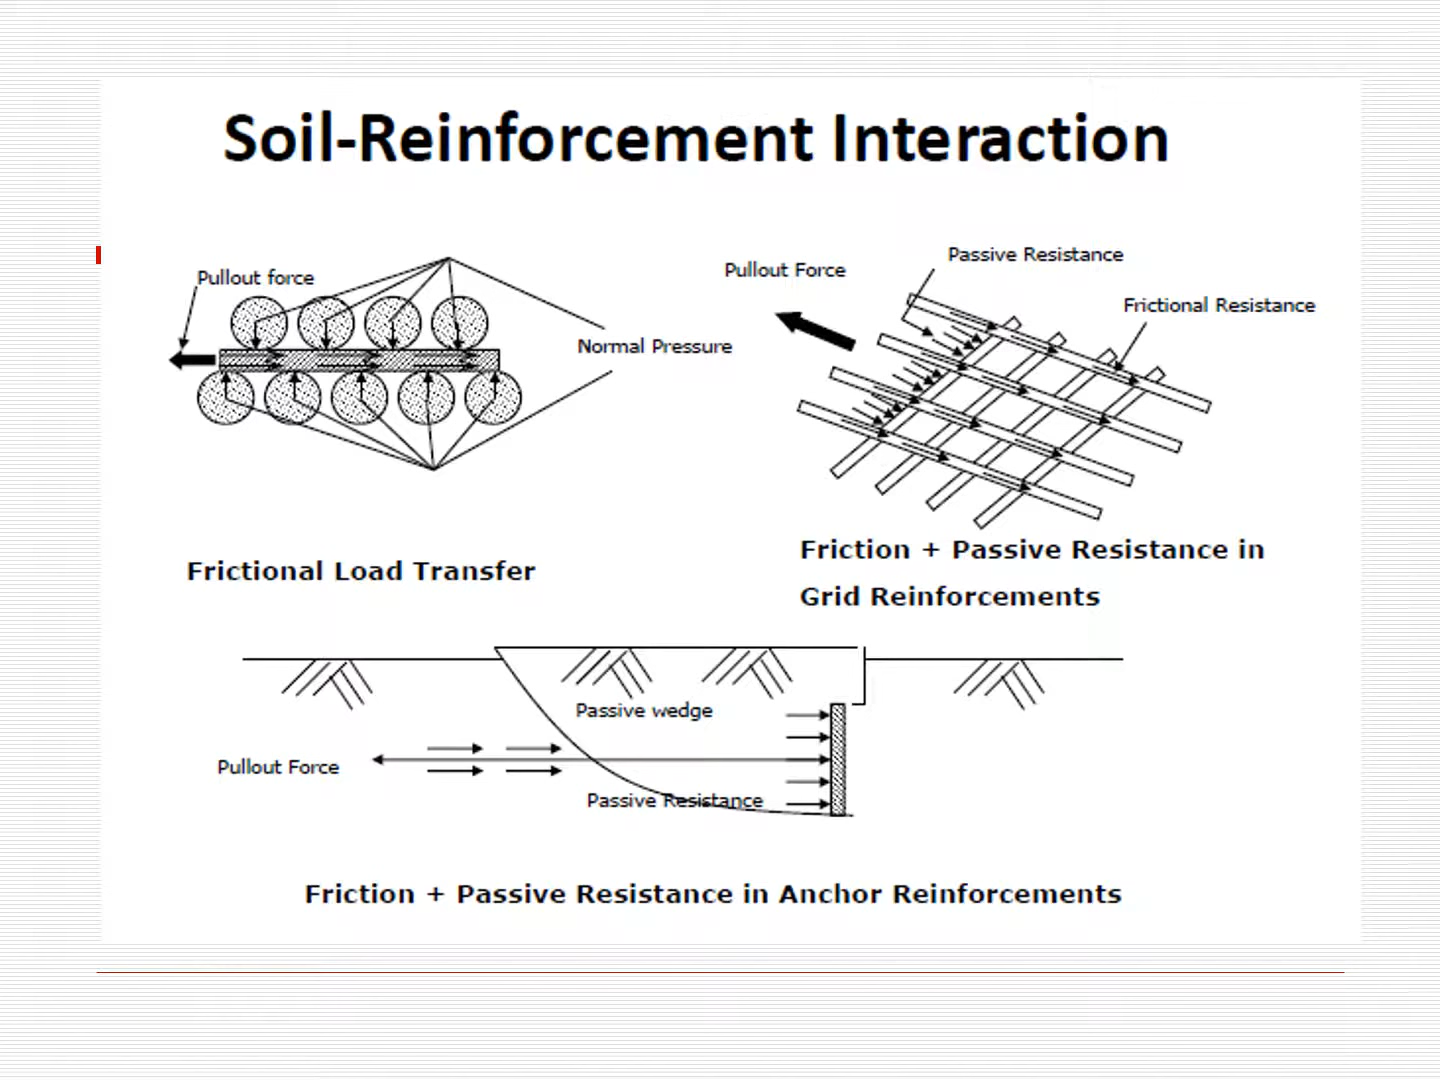 Soil-Reinforcement Interaction
Pullout force
Normal Pressure
Frictional Load Transfer
Pullout Force
Passive Resistance
Frictional Resistance
Friction + Passive Resistance in
Grid Reinforcements
Passive wedge
Pullout Force
Passive Resistance
Friction + Passive Resistance in Anchor Reinforcements